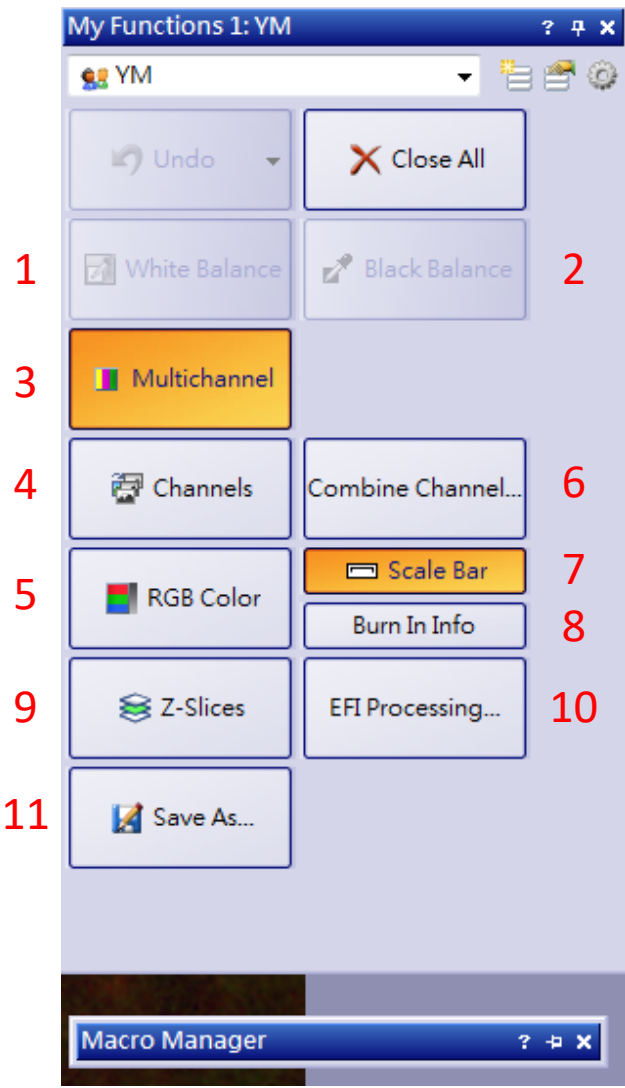 My Functions 1: YM ?
YM
Undo Close All
1 White Balance Black Balance 2
3 Multichannel
4 Channels Combine Channel... 6
5 RGB Color Scale Bar 7
Burn In Info 8
9 Z-Slices EFI Processing... 10
11 Save As...
Macro Manager ?